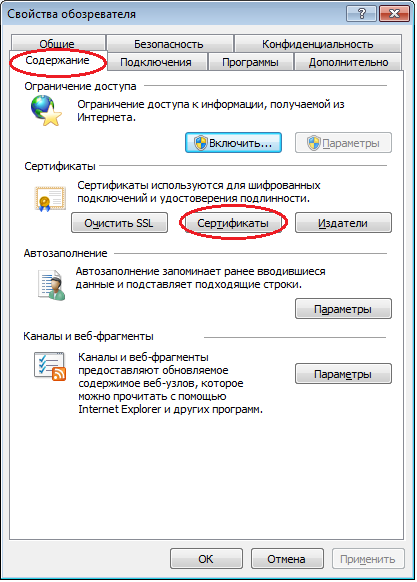 Свойства обозревателя
?
Общие
Безопасность
Конфиденциальность
Содержание
Подключения
Программы
Дополнительно
Ограничение доступа
Ограничение доступа к информации, получаемой из
Интернета.
Включить...
Параметры
Сертификаты
Сертификаты используются для шифрованных
подключений и удостоверения подлинности.
Очистить SSL
Сертификаты
Издатели
Автозаполнение
Автозаполнение запоминает ранее вводившиеся
данные и подставляет подходящие строки.
Параметры
Каналы и веб-фрагменты
Каналы и веб-фрагменты
предоставляют обновляемое
содержимое веб-узлов, которое
можно прочитать с помощью
Internet Explorer и других программ.
Параметры
ОК
Отмена
Применить